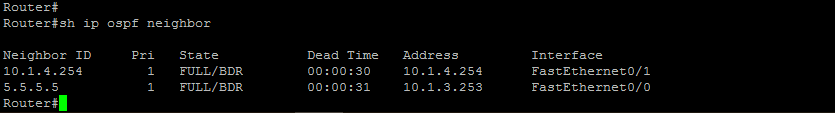 Router#
Router#sh ip ospf neighbor
Neighbor ID     Pri   State           Dead Time   Address         Interface
10.1.4.254        1   FULL/BDR        00:00:30    10.1.4.254      FastEthernet0/1
5.5.5.5           1   FULL/BDR        00:00:31    10.1.3.253      FastEthernet0/0
Router#